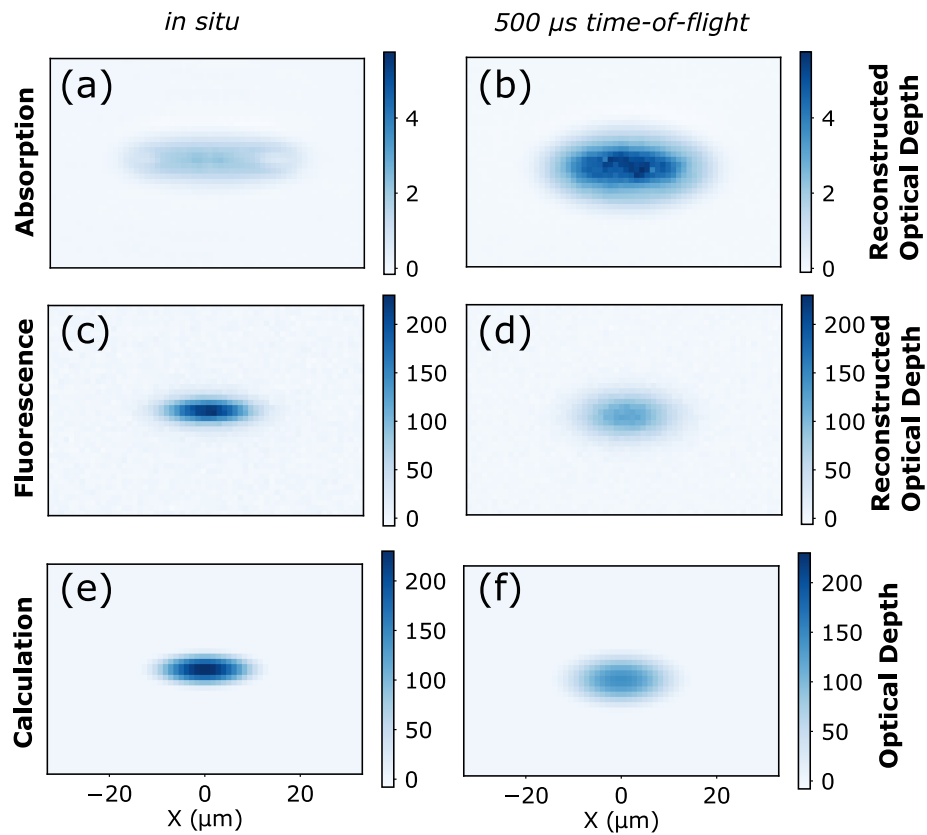 in situ
500 µs time-of-flight
Absorption
(a)
4
2
0
(b)
4
2
0
Reconstructed
Optical Depth
Fluorescence
(c)
200
150
100
50
0
(d)
200
150
100
50
0
Reconstructed
Optical Depth
Calculation
(e)
200
150
100
50
0
(f)
200
150
100
50
0
Optical Depth
−20 0 20
X (µm)
−20 0 20
X (µm)